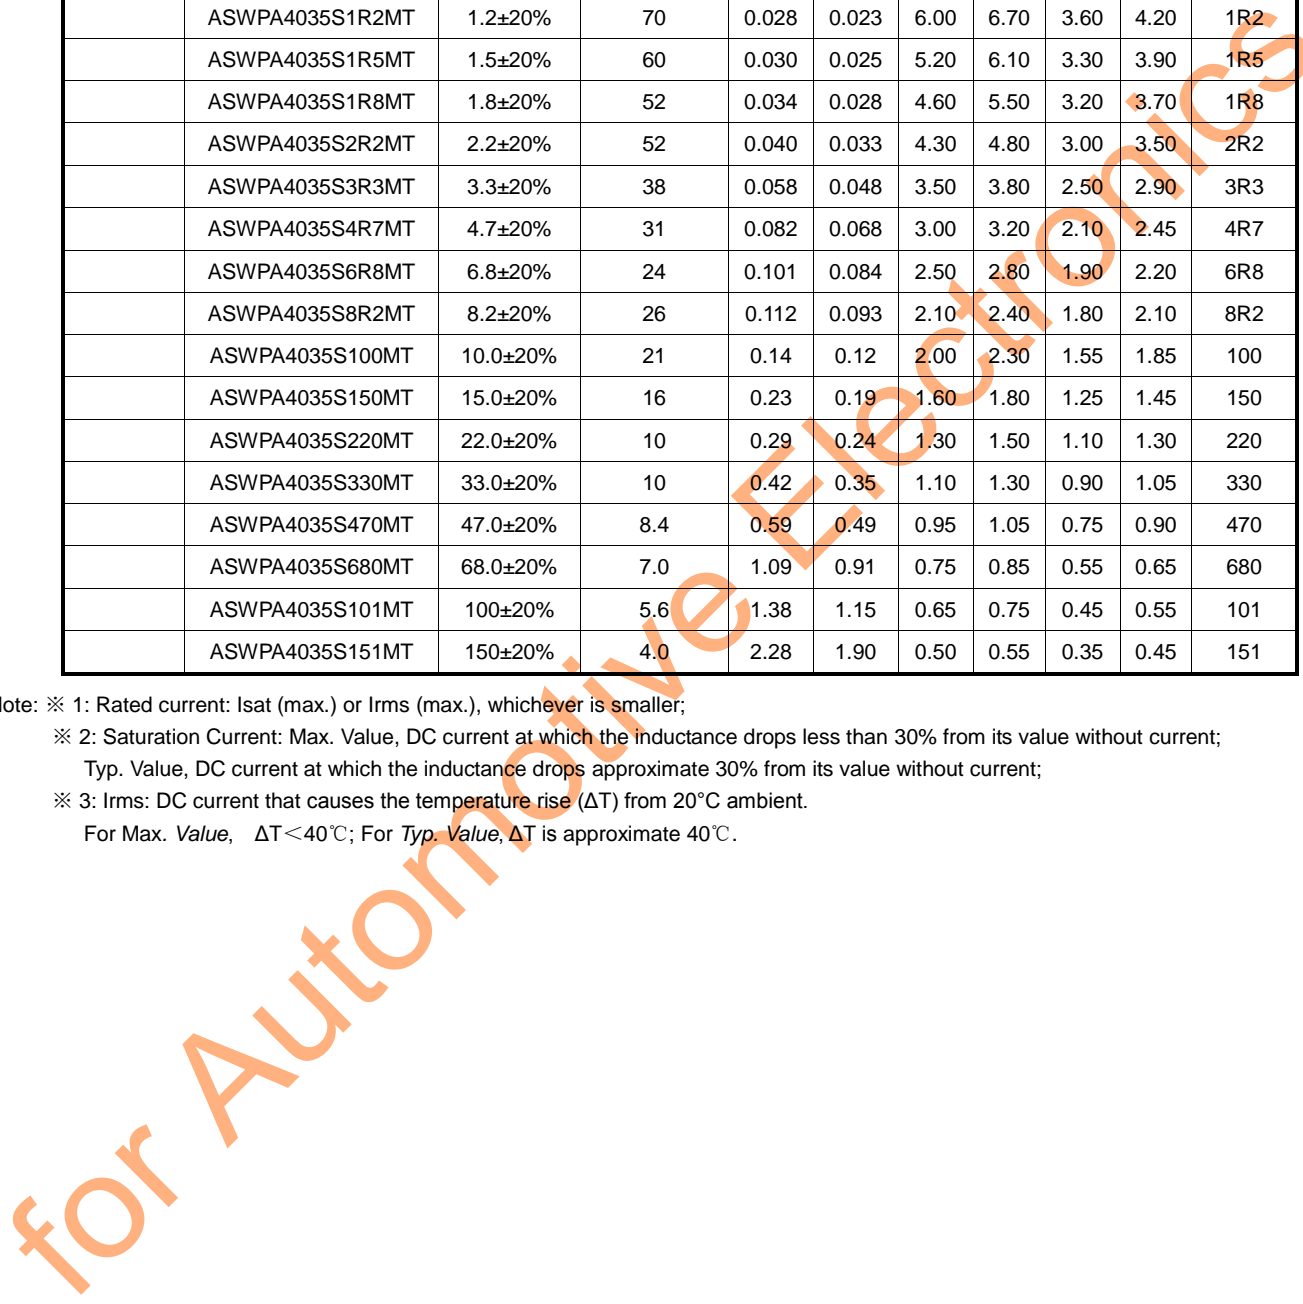 ASWPA4035S1R2MT 1.2±20% 70 0.028 0.023 6.00 6.70 3.60 4.20 1R2
ASWPA4035S1R5MT 1.5±20% 60 0.030 0.025 5.20 6.10 3.30 3.90 1R5
ASWPA4035S1R8MT 1.8±20% 52 0.034 0.028 4.60 5.50 3.20 3.70 1R8
ASWPA4035S2R2MT 2.2±20% 52 0.040 0.033 4.30 4.80 3.00 3.50 2R2
ASWPA4035S3R3MT 3.3±20% 38 0.058 0.048 3.50 3.80 2.50 2.90 3R3
ASWPA4035S4R7MT 4.7±20% 31 0.082 0.068 3.00 3.20 2.10 2.45 4R7
ASWPA4035S6R8MT 6.8±20% 24 0.101 0.084 2.50 2.80 1.90 2.20 6R8
ASWPA4035S8R2MT 8.2±20% 26 0.112 0.093 2.10 2.40 1.80 2.10 8R2
ASWPA4035S100MT 10.0±20% 21 0.14 0.12 2.00 2.30 1.55 1.85 100
ASWPA4035S150MT 15.0±20% 16 0.23 0.19 1.60 1.80 1.25 1.45 150
ASWPA4035S220MT 22.0±20% 10 0.29 0.24 1.30 1.50 1.10 1.30 220
ASWPA4035S330MT 33.0±20% 10 0.42 0.35 1.10 1.30 0.90 1.05 330
ASWPA4035S470MT 47.0±20% 8.4 0.59 0.49 0.95 1.05 0.75 0.90 470
ASWPA4035S680MT 68.0±20% 7.0 1.09 0.91 0.75 0.85 0.55 0.65 680
ASWPA4035S101MT 100±20% 5.6 1.38 1.15 0.65 0.75 0.45 0.55 101
ASWPA4035S151MT 150±20% 4.0 2.28 1.90 0.50 0.55 0.35 0.45 151
lote: ※ 1: Rated current: Isat (max.) or Irms (max.), whichever is smaller;
※ 2: Saturation Current: Max. Value, DC current at which the inductance drops less than 30% from its value without current;
Typ. Value, DC current at which the inductance drops approximate 30% from its value without current;
※ 3: Irms: DC current that causes the temperature rise (ΔT) from 20°C ambient.
For Max. Value, ΔT＜40℃; For Typ. Value, ΔT is approximate 40℃.
for Automotive Electronics